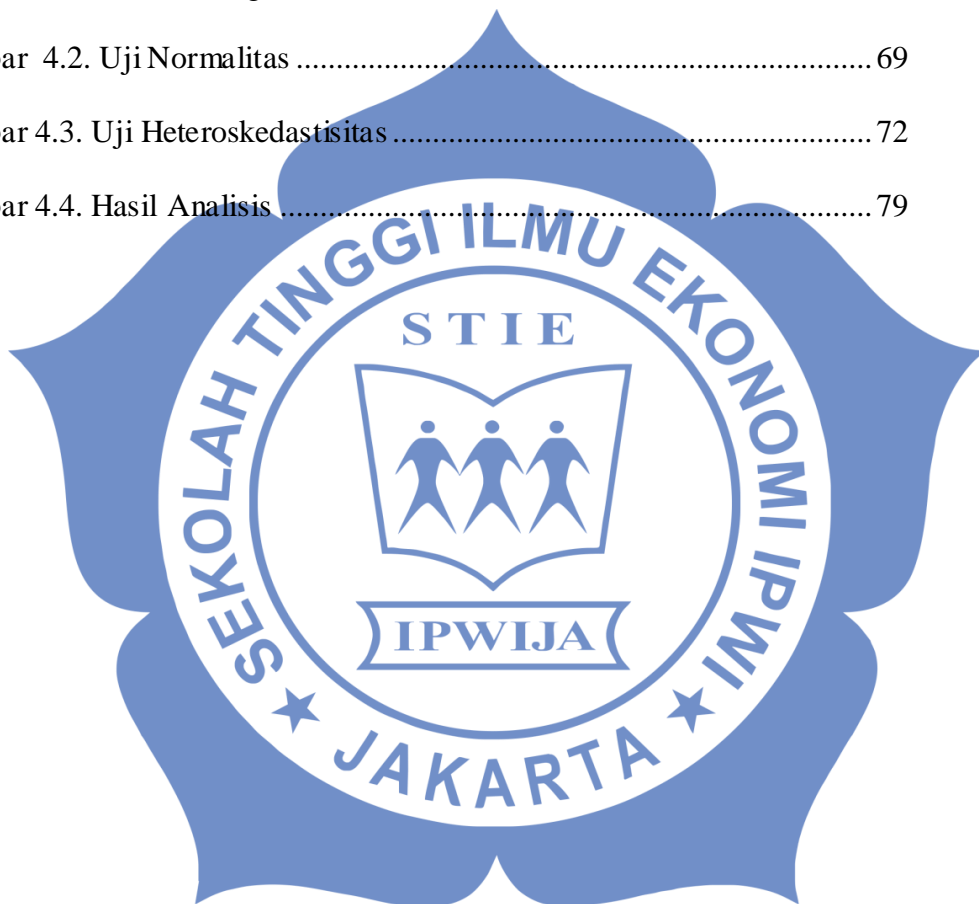 ar 4.2. Uji Normalitas ........................................................................ 69
ar 4.3. Uji Heteroskedastisitas ............................................................ 72
ar 4.4. Hasil Analisis .......................................................................... 79
SEKOLAH TINGGI ILMU EKONOMI IPWI
STIE
IPWIJA
★ JAKARTA ★